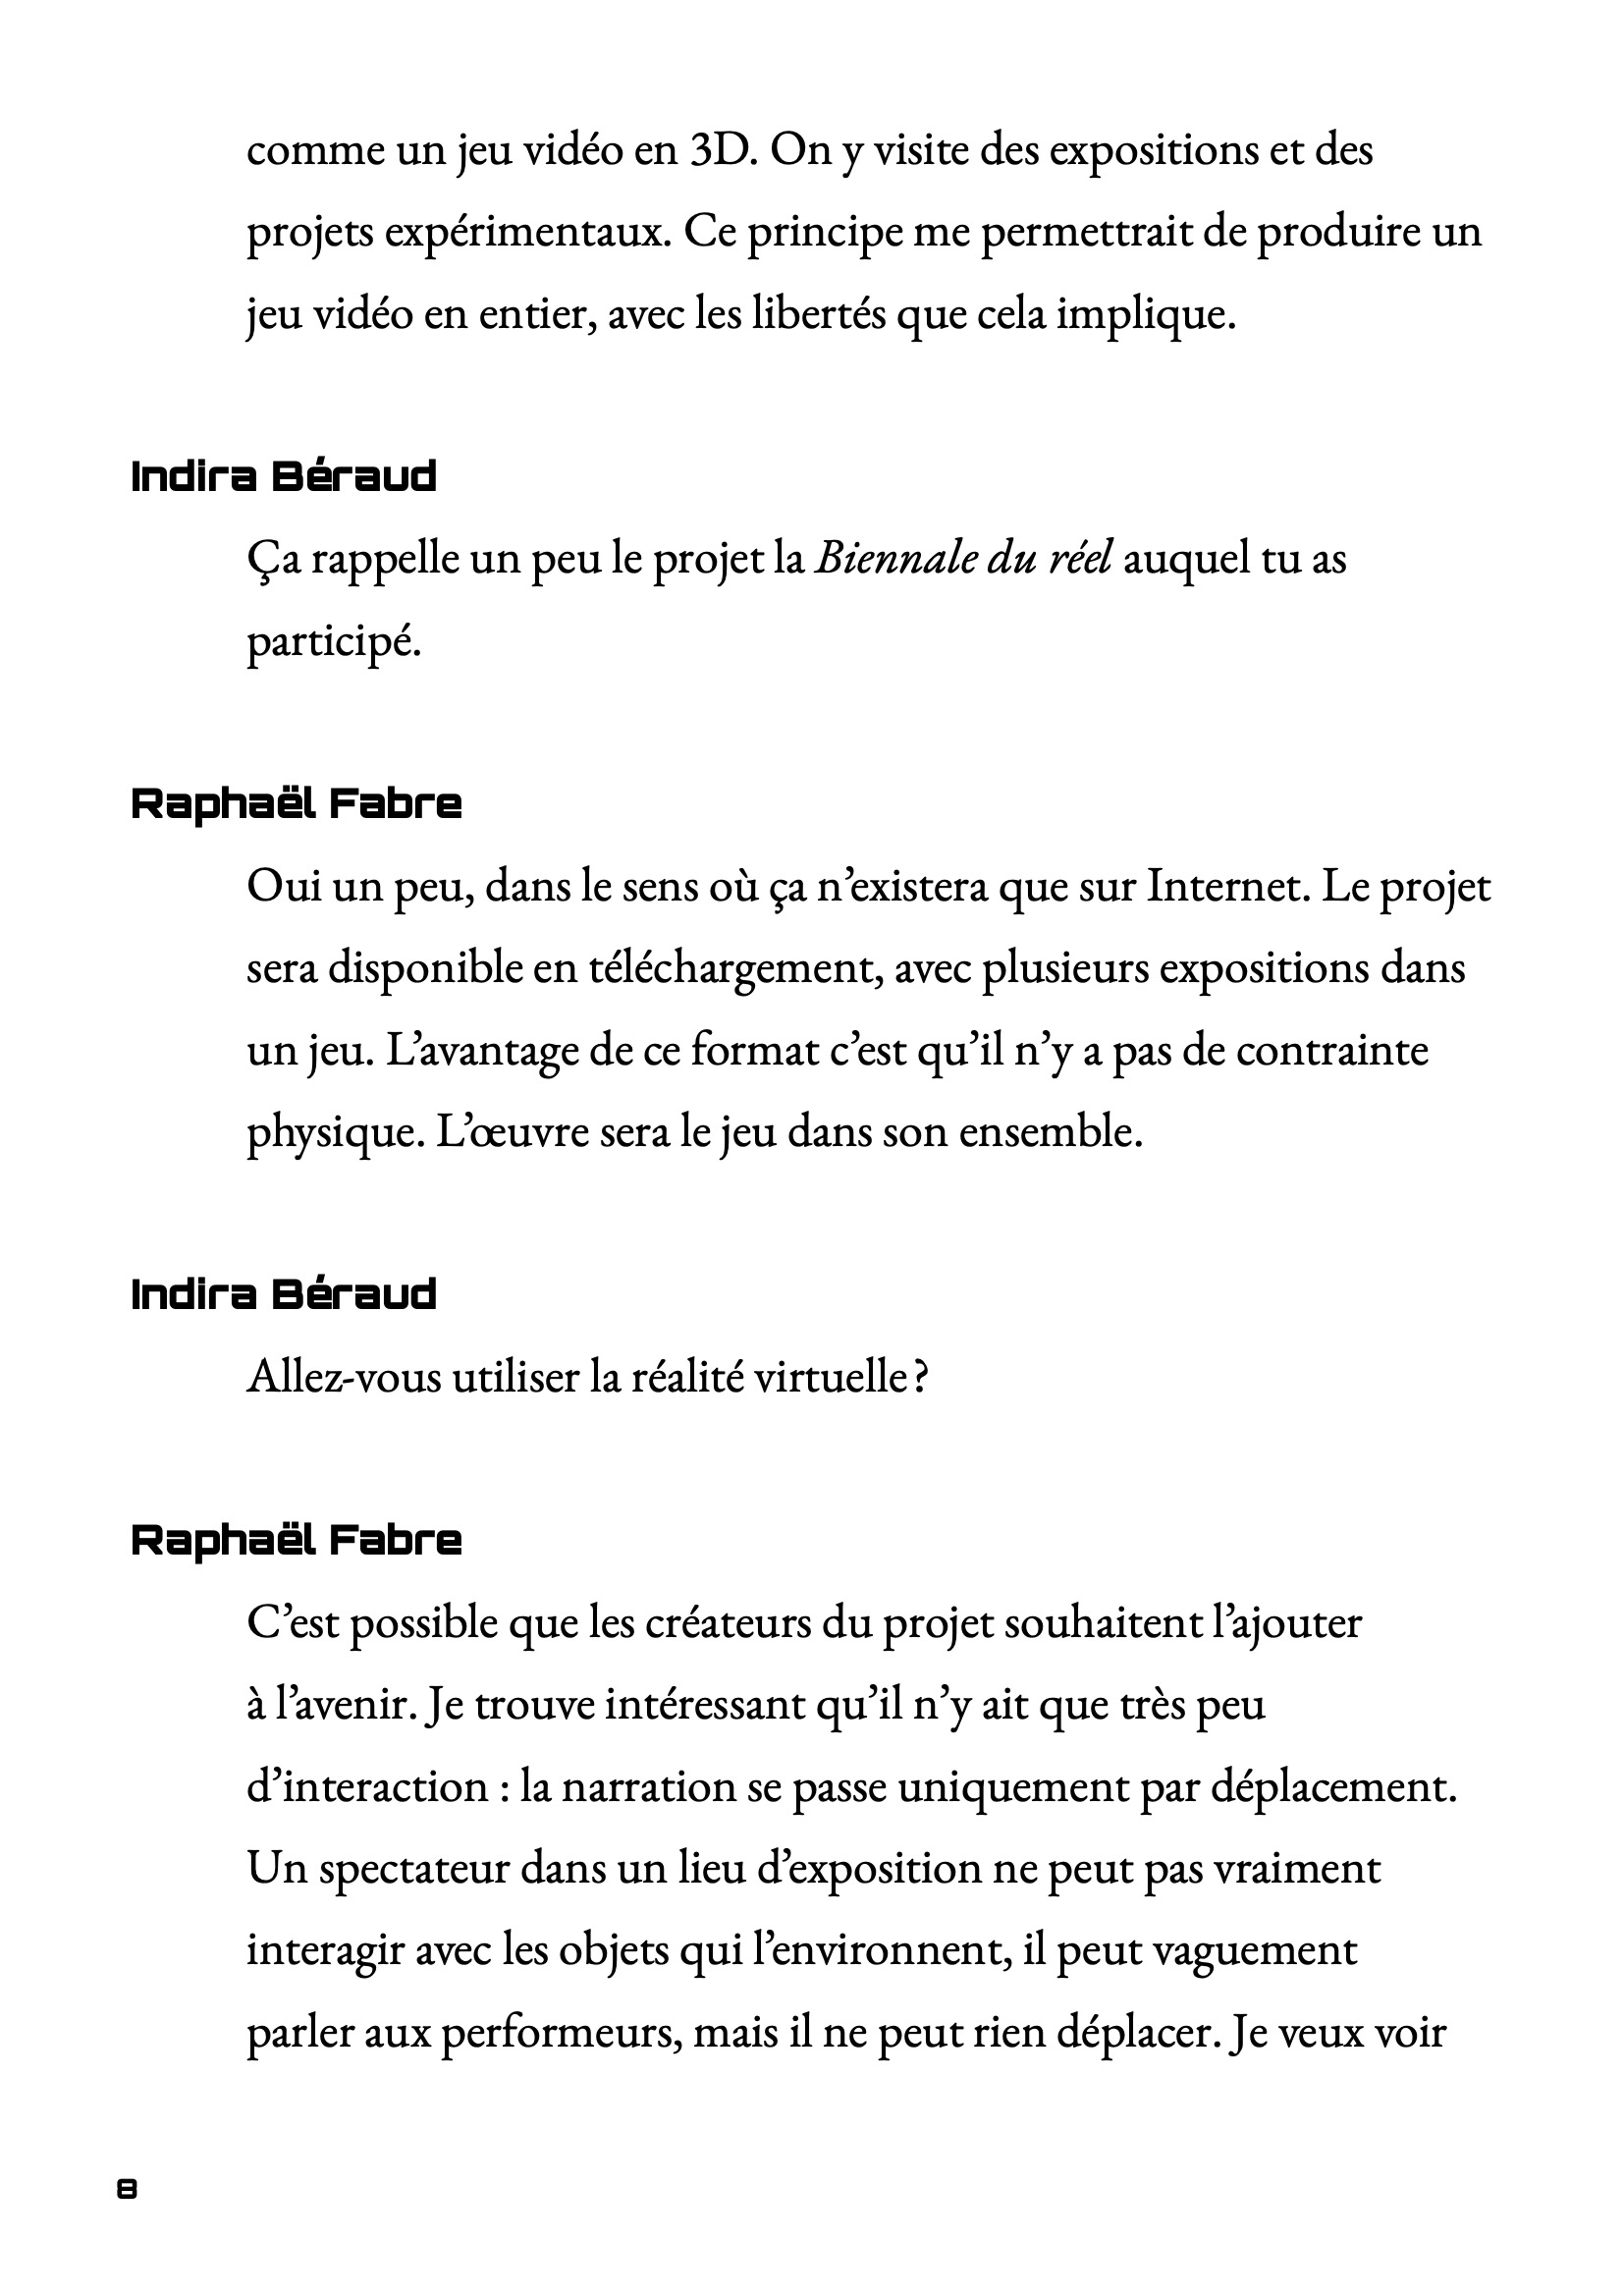 comme un jeu vidéo en 3D. On y visite des expositions et des
projets expérimentaux. Ce principe me permettrait de produire un
jeu vidéo en entier, avec les libertés que cela implique.
Indira Béraud
Ça rappelle un peu le projet la Biennale du réel auquel tu as
participé.
Raphaël Fabre
Oui un peu, dans le sens où ça n’existera que sur Internet. Le projet
sera disponible en téléchargement, avec plusieurs expositions dans
un jeu. L’avantage de ce format c’est qu’il n’y a pas de contrainte
physique. L’œuvre sera le jeu dans son ensemble.
Indira Béraud
Allez-vous utiliser la réalité virtuelle ?
Raphaël Fabre
C’est possible que les créateurs du projet souhaitent l’ajouter
à l’avenir. Je trouve intéressant qu’il n’y ait que très peu
d’interaction : la narration se passe uniquement par déplacement.
Un spectateur dans un lieu d’exposition ne peut pas vraiment
interagir avec les objets qui l’environnent, il peut vaguement
parler aux performeurs, mais il ne peut rien déplacer. Je veux voir
8